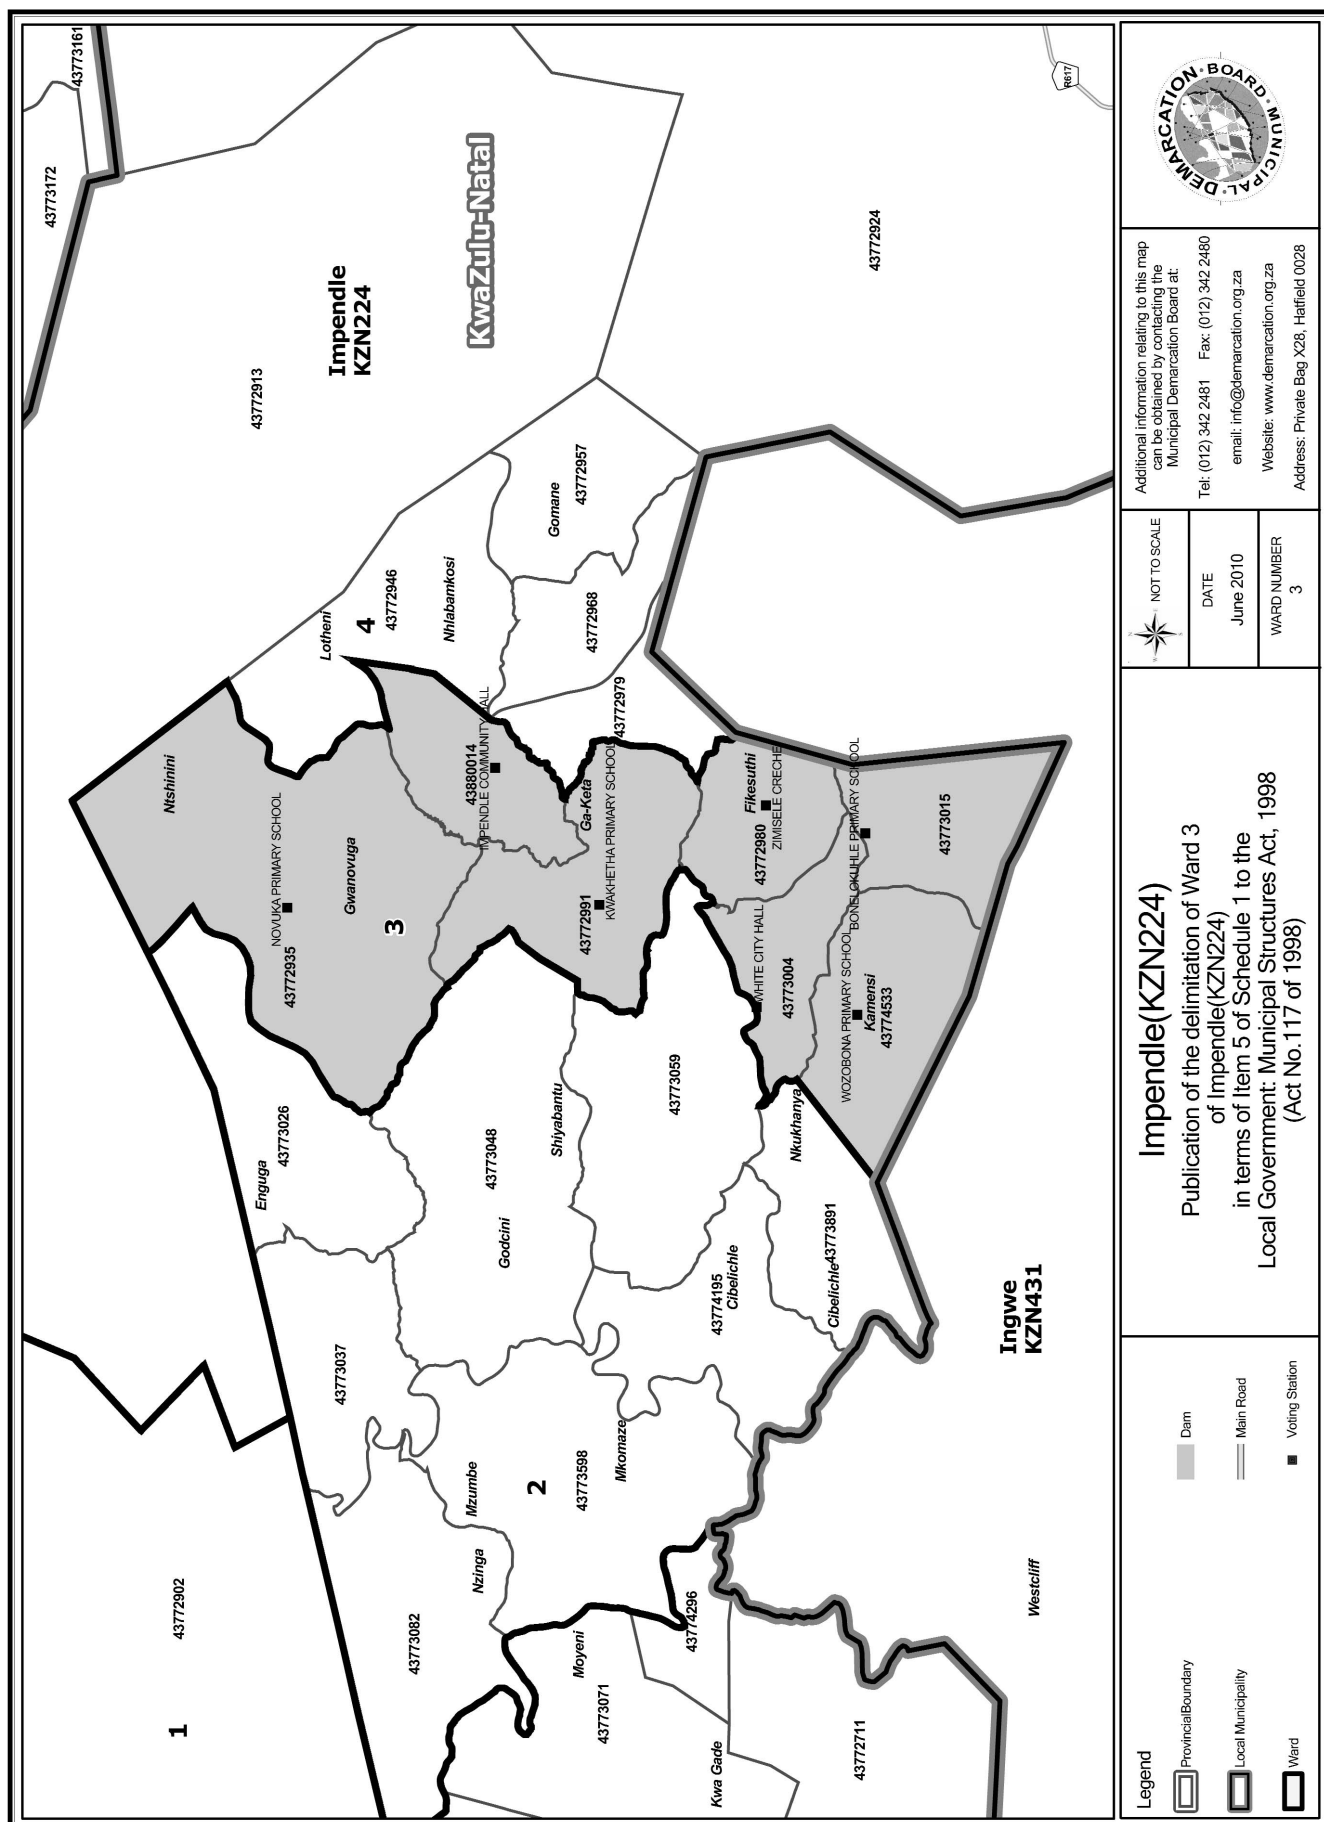 43773161
43773172
43772913
Impendle
KZN224
KwaZulu-Natal
43772924
R617
43772957
Gomane
43772946
Nhlabamkosi
Lotheni
4
43772968
43772979
Ntshinini
NOVUKA PRIMARY SCHOOL
43772935
Gwanovuga
3
43880014
IMPENDLE COMMUNITY HALL
Ga-Keta
KWAKHETHA PRIMARY SCHOOL
43772991
Fikesuthi
ZIMISELE CRECHE
43772980
BONELOKUHLE PRIMARY SCHOOL
43773015
WHITE CITY HALL
43773004
WOZOBONA PRIMARY SCHOOL
Kamensi
43774533
43773059
Shiyabantu
43773048
Godcini
43773026
Enguga
Nkukhanya
43773891
Cibelichle
43774195
Cibelichle
43773037
Mzumbe
2
43773598
Mkomaze
Nzinga
43773082
43772902
1
Moyeni
43773071
43774296
Kwa Gade
43772711
Westcliff
Ingwe
KZN431
Legend
ProvincialBoundary
Local Municipality
Ward
Dam
Main Road
Voting Station
Impendle(KZN224)
Publication of the delimitation of Ward 3
of Impendle(KZN224)
in terms of Item 5 of Schedule 1 to the
Local Government: Municipal Structures Act, 1998
(Act No.117 of 1998)
NOT TO SCALE
DATE
June 2010
WARD NUMBER
3
Additional information relating to this map
can be obtained by contacting the
Municipal Demarcation Board at:
Tel: (012) 342 2481 Fax: (012) 342 2480
email: info@demarcation.org.za
Website: www.demarcation.org.za
Address: Private Bag X28, Hatfield 0028
MUNICIPAL · DEMARCATION · BOARD ·